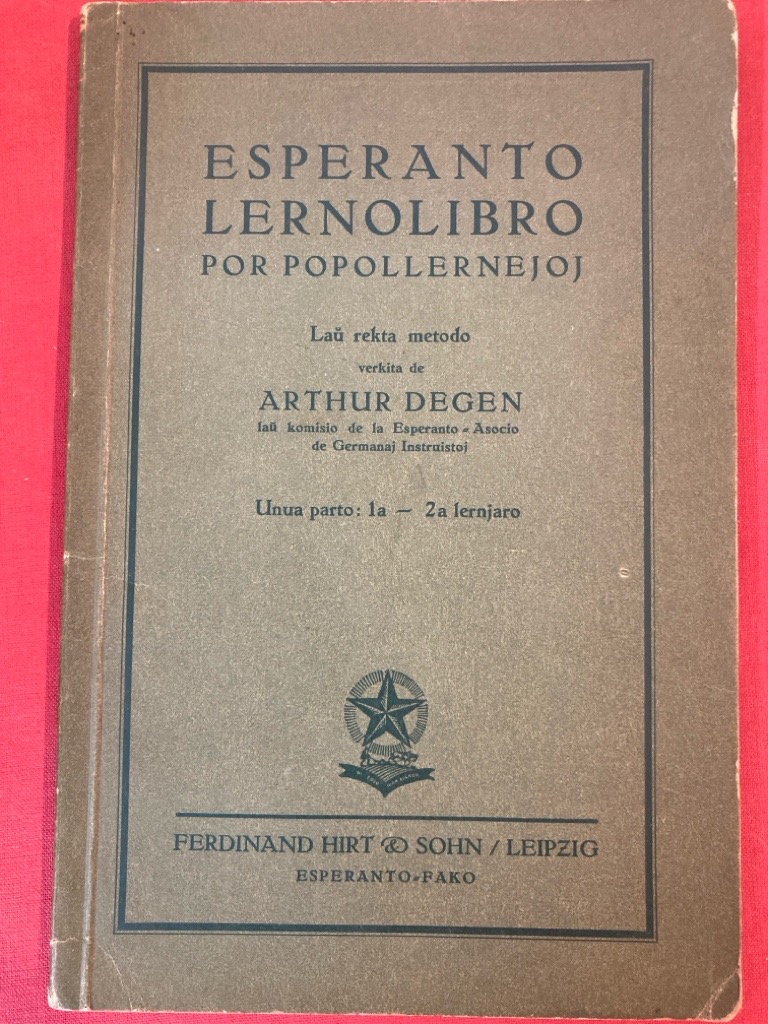 ESPERANTO
LERNOLIBRO
POR POPOLLERNEJOJ
Laŭ rekta metodo
verkita de
ARTHUR DEGEN
laŭ komisio de la Esperanto-Asocio
de Germanaj Instruistoj
Unua parto: 1a — 2a lernjaro
FERDINAND HIRT & SOHN / LEIPZIG
ESPERANTO-FAKO